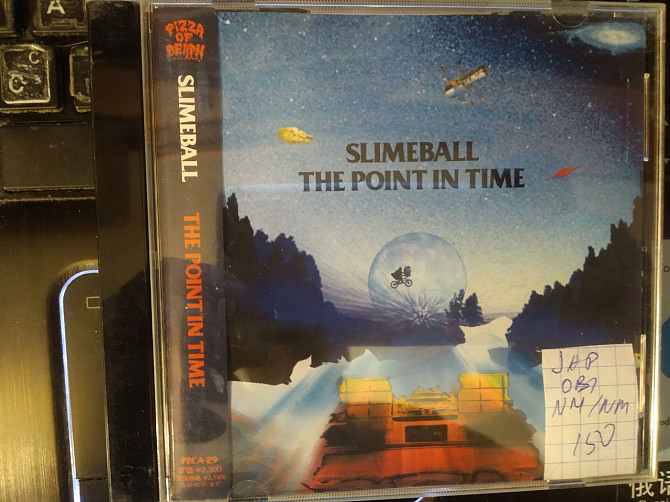 A
C
C
PIZZA
OF
DEATH
SLIMEBALL
THE POINT IN TIME
SLIMEBALL
THE POINT IN TIME
PZCA-29
JAP
OBI
NM/NM
150